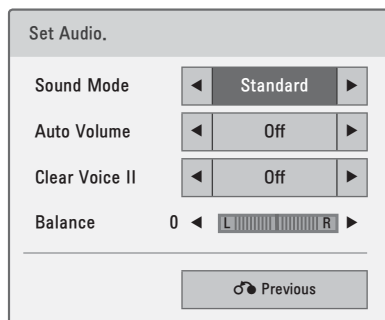 Set Audio.
Sound Mode ◀ Standard ▶
Auto Volume ◀ Off ▶
Clear Voice II ◀ Off ▶
Balance 0 ◀ L R ▶
Previous